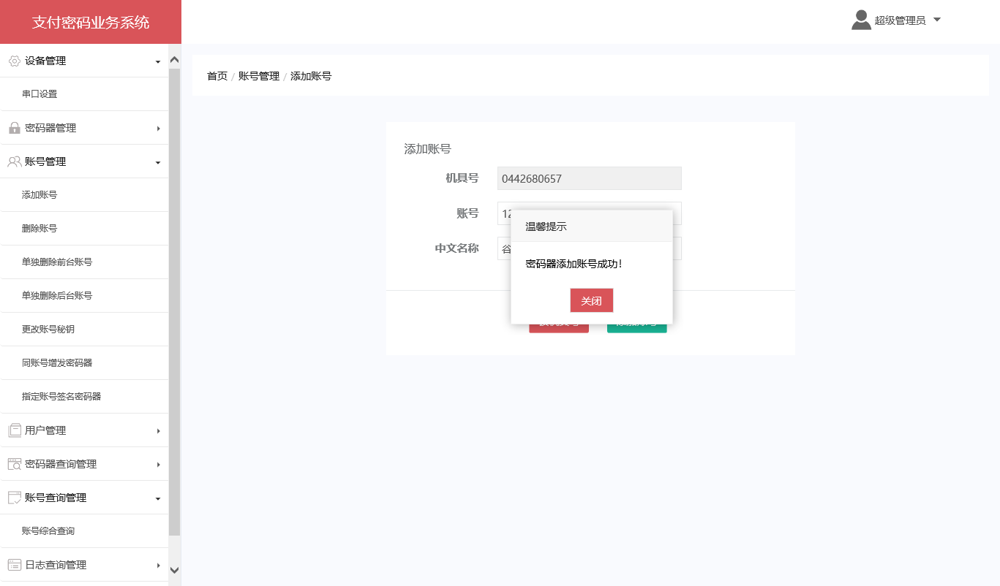 支付密码业务系统
超级管理员
设备管理
串口设置
密码器管理
账号管理
添加账号
删除账号
单独删除前台账号
单独删除后台账号
更改账号秘钥
同账号增发密码器
指定账号签名密码器
用户管理
密码器查询管理
账号查询管理
账号综合查询
日志查询管理
首页 / 账号管理 / 添加账号
添加账号
机具号 0442680657
账号 12
中文名称 谷
温馨提示
密码器添加账号成功!
关闭